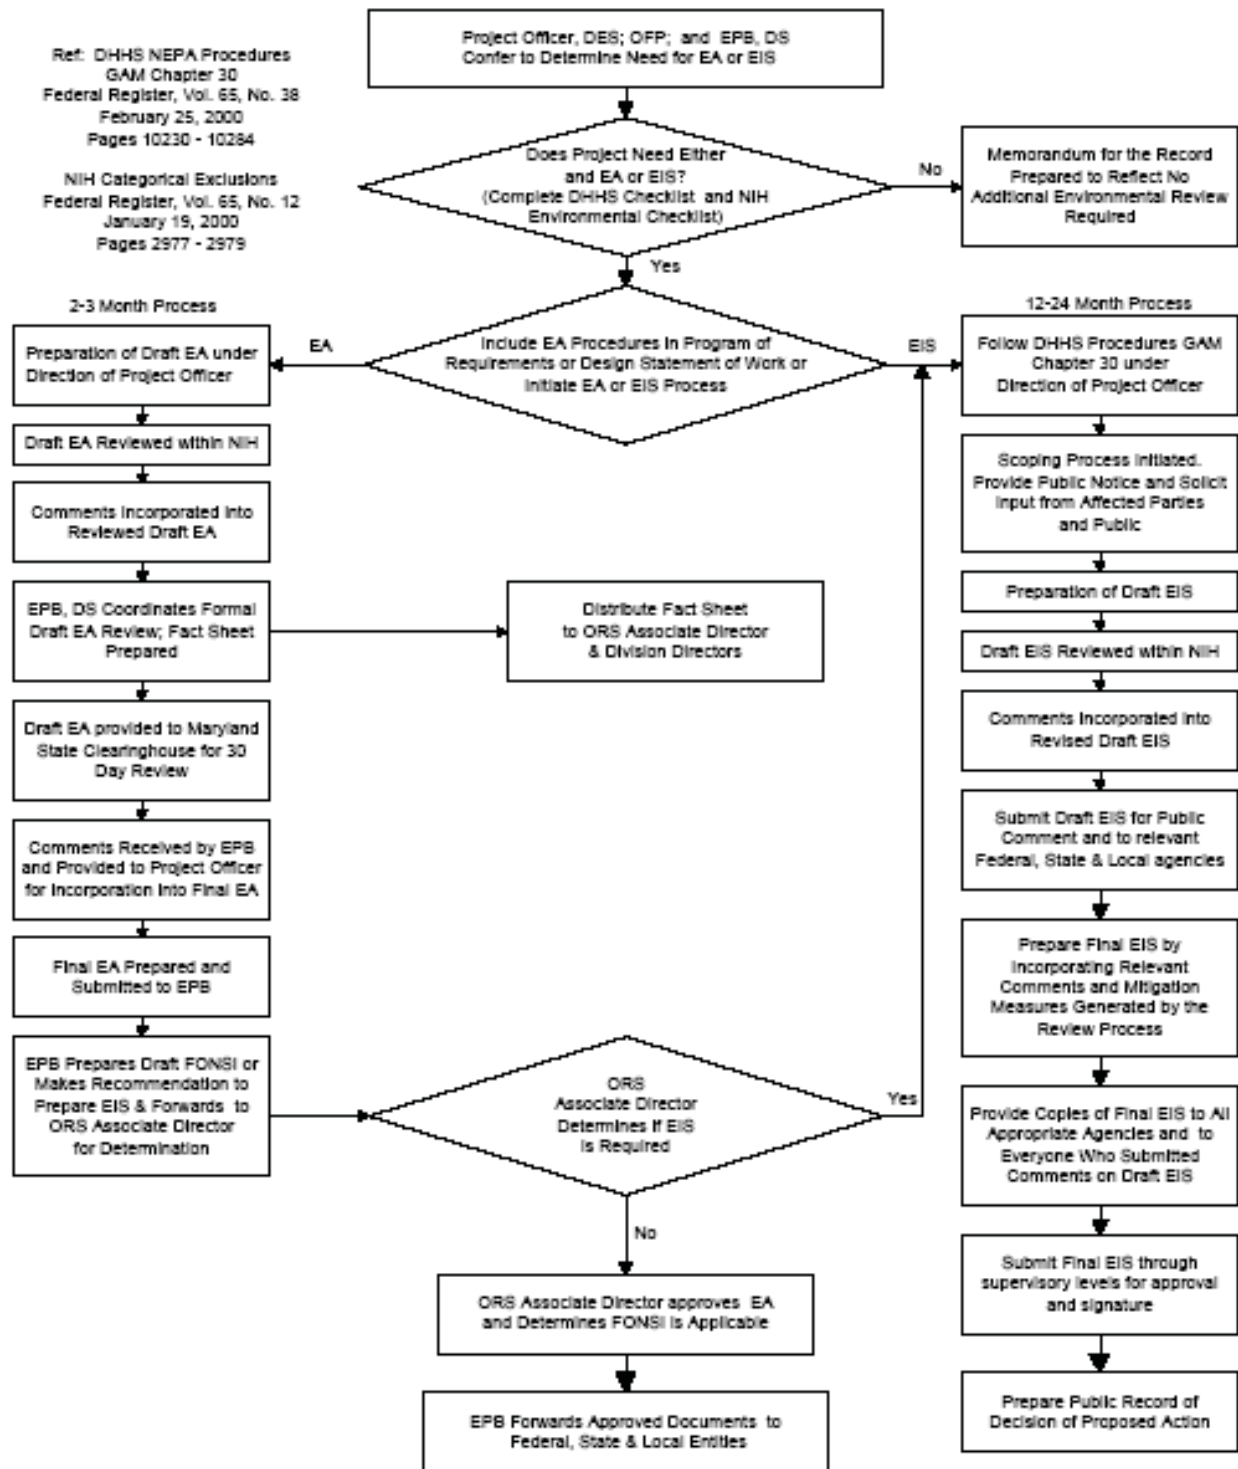 Project Officer, DES; OFP; and EPB, DS
Confer to Determine Need for EA or EIS
Ref: DHHS NEPA Procedures
GAM Chapter 30
Federal Register, Vol. 65, No. 38
February 25, 2000
Pages 10230 - 10284
NIH Categorical Exclusions
Federal Register, Vol. 65, No. 12
January 19, 2000
Pages 2977 - 2979
Does Project Need Either
and EA or EIS?
(Complete DHHS Checklist and NIH
Environmental Checklist)
No
Memorandum for the Record
Prepared to Reflect No
Additional Environmental Review
Required
Yes
2-3 Month Process
12-24 Month Process
Include EA Procedures in Program of
Requirements or Design Statement of Work or
Initiate EA or EIS Process
EA
EIS
Preparation of Draft EA under
Direction of Project Officer
Draft EA Reviewed within NIH
Comments Incorporated into
Reviewed Draft EA
EPB, DS Coordinates Formal
Draft EA Review; Fact Sheet
Prepared
Distribute Fact Sheet
to ORS Associate Director
& Division Directors
Draft EA provided to Maryland
State Clearinghouse for 30
Day Review
Comments Received by EPB
and Provided to Project Officer
for Incorporation Into Final EA
Final EA Prepared and
Submitted to EPB
EPB Prepares Draft FONSI or
Makes Recommendation to
Prepare EIS & Forwards to
ORS Associate Director
for Determination
ORS
Associate Director
Determines if EIS
is Required
Yes
No
ORS Associate Director approves EA
and Determines FONSI is Applicable
EPB Forwards Approved Documents to
Federal, State & Local Entities
Follow DHHS Procedures GAM
Chapter 30 under
Direction of Project Officer
Scoping Process Initiated.
Provide Public Notice and Solicit
Input from Affected Parties
and Public
Preparation of Draft EIS
Draft EIS Reviewed within NIH
Comments Incorporated into
Revised Draft EIS
Submit Draft EIS for Public
Comment and to relevant
Federal, State & Local agencies
Prepare Final EIS by
Incorporating Relevant
Comments and Mitigation
Measures Generated by the
Review Process
Provide Copies of Final EIS to All
Appropriate Agencies and to
Everyone Who Submitted
Comments on Draft EIS
Submit Final EIS through
supervisory levels for approval
and signature
Prepare Public Record of
Decision of Proposed Action